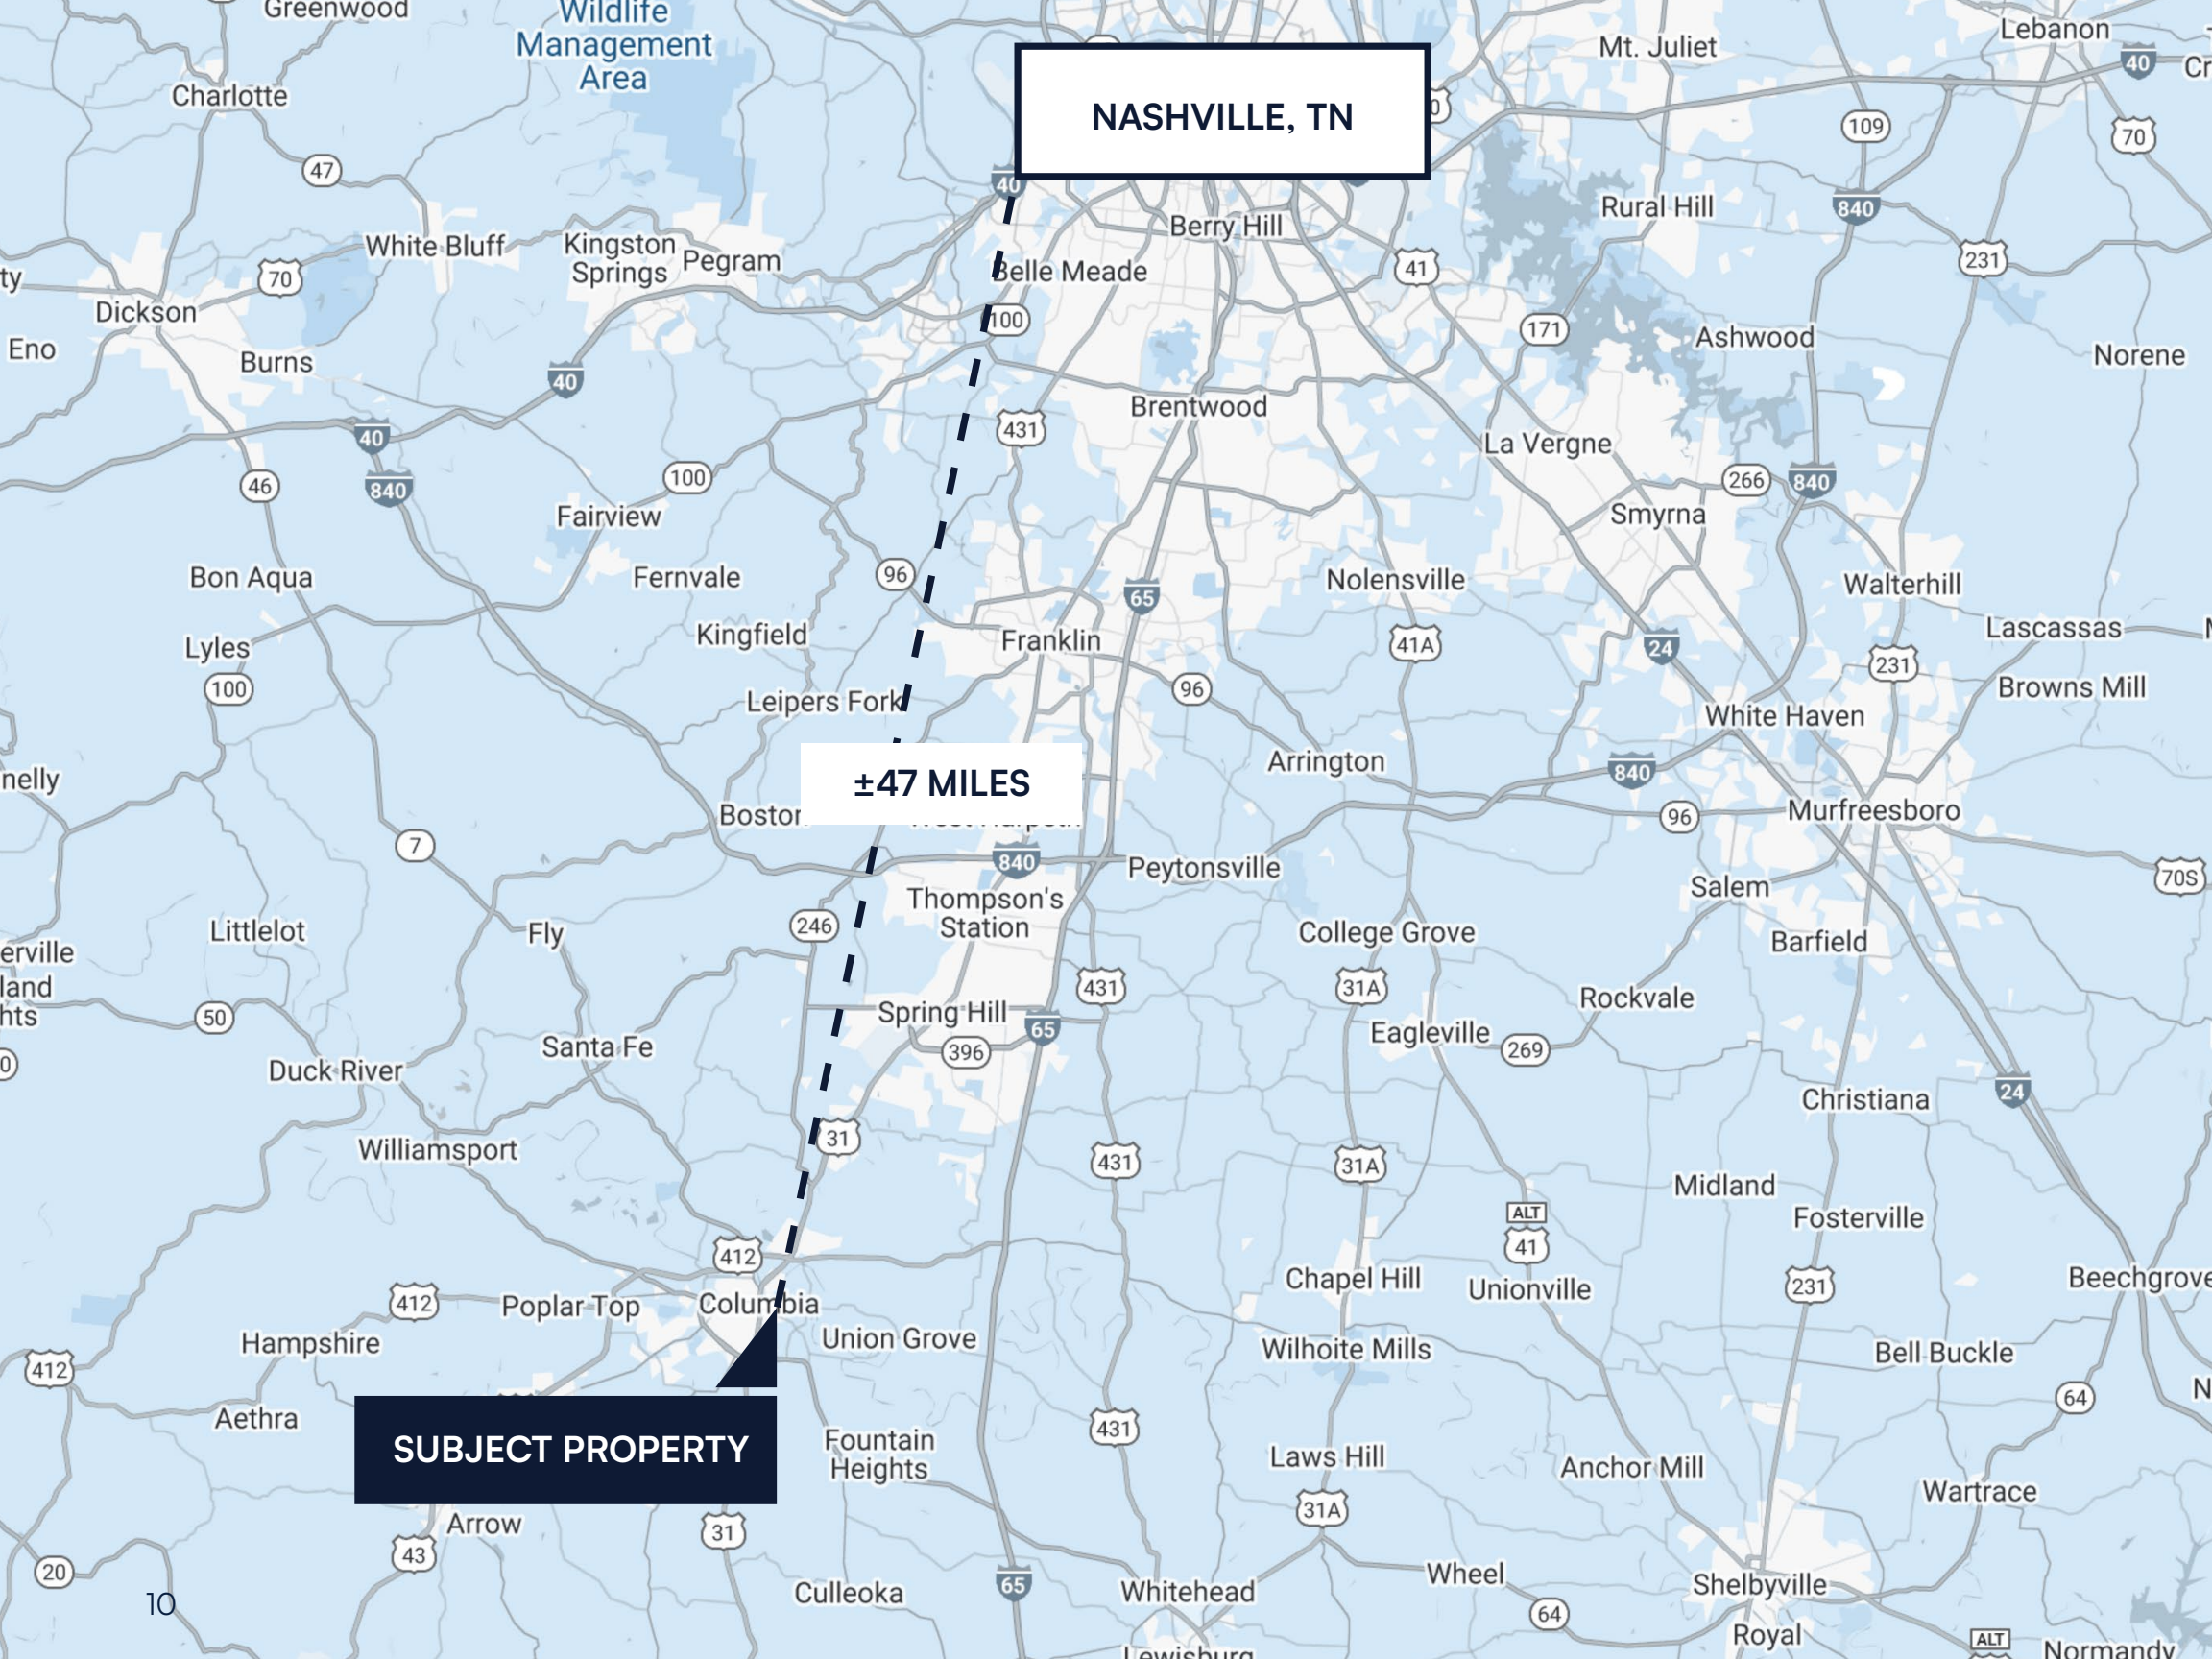 Greenwood
Wildlife
Management
Area
Lebanon
Mt. Juliet
40
Charlotte
NASHVILLE, TN
109
70
47
40
Rural Hill
840
Berry Hill
White Bluff
Kingston
Springs
Pegram
231
70
Belle Meade
41
Dickson
100
171
Ashwood
Eno
Burns
Norene
40
Brentwood
431
40
La Vergne
46
840
100
266
840
Fairview
Smyrna
Bon Aqua
Fernvale
96
65
Nolensville
Walterhill
Kingfield
Franklin
41A
24
Lascassas
Lyles
231
100
96
Browns Mill
Leipers Fork
White Haven
Arrington
840
±47 MILES
Boston
96
Murfreesboro
7
840
Peytonsville
70S
Thompson's
Station
Salem
246
Littlelot
Fly
College Grove
Barfield
431
31A
Rockvale
50
Spring Hill
65
Eagleville
396
269
Santa Fe
Duck River
24
Christiana
31
Williamsport
431
31A
Midland
ALT
41
Fosterville
412
Chapel Hill
Unionville
231
Beechgrove
412
Poplar Top
Columbia
Hampshire
Union Grove
Wilhoite Mills
Bell Buckle
412
64
Aethra
431
SUBJECT PROPERTY
Fountain
Heights
Laws Hill
Anchor Mill
Wartrace
Arrow
31
31A
43
20
65
Wheel
10
Culleoka
Whitehead
Shelbyville
64
Royal
ALT
Normandy
Lewisburg